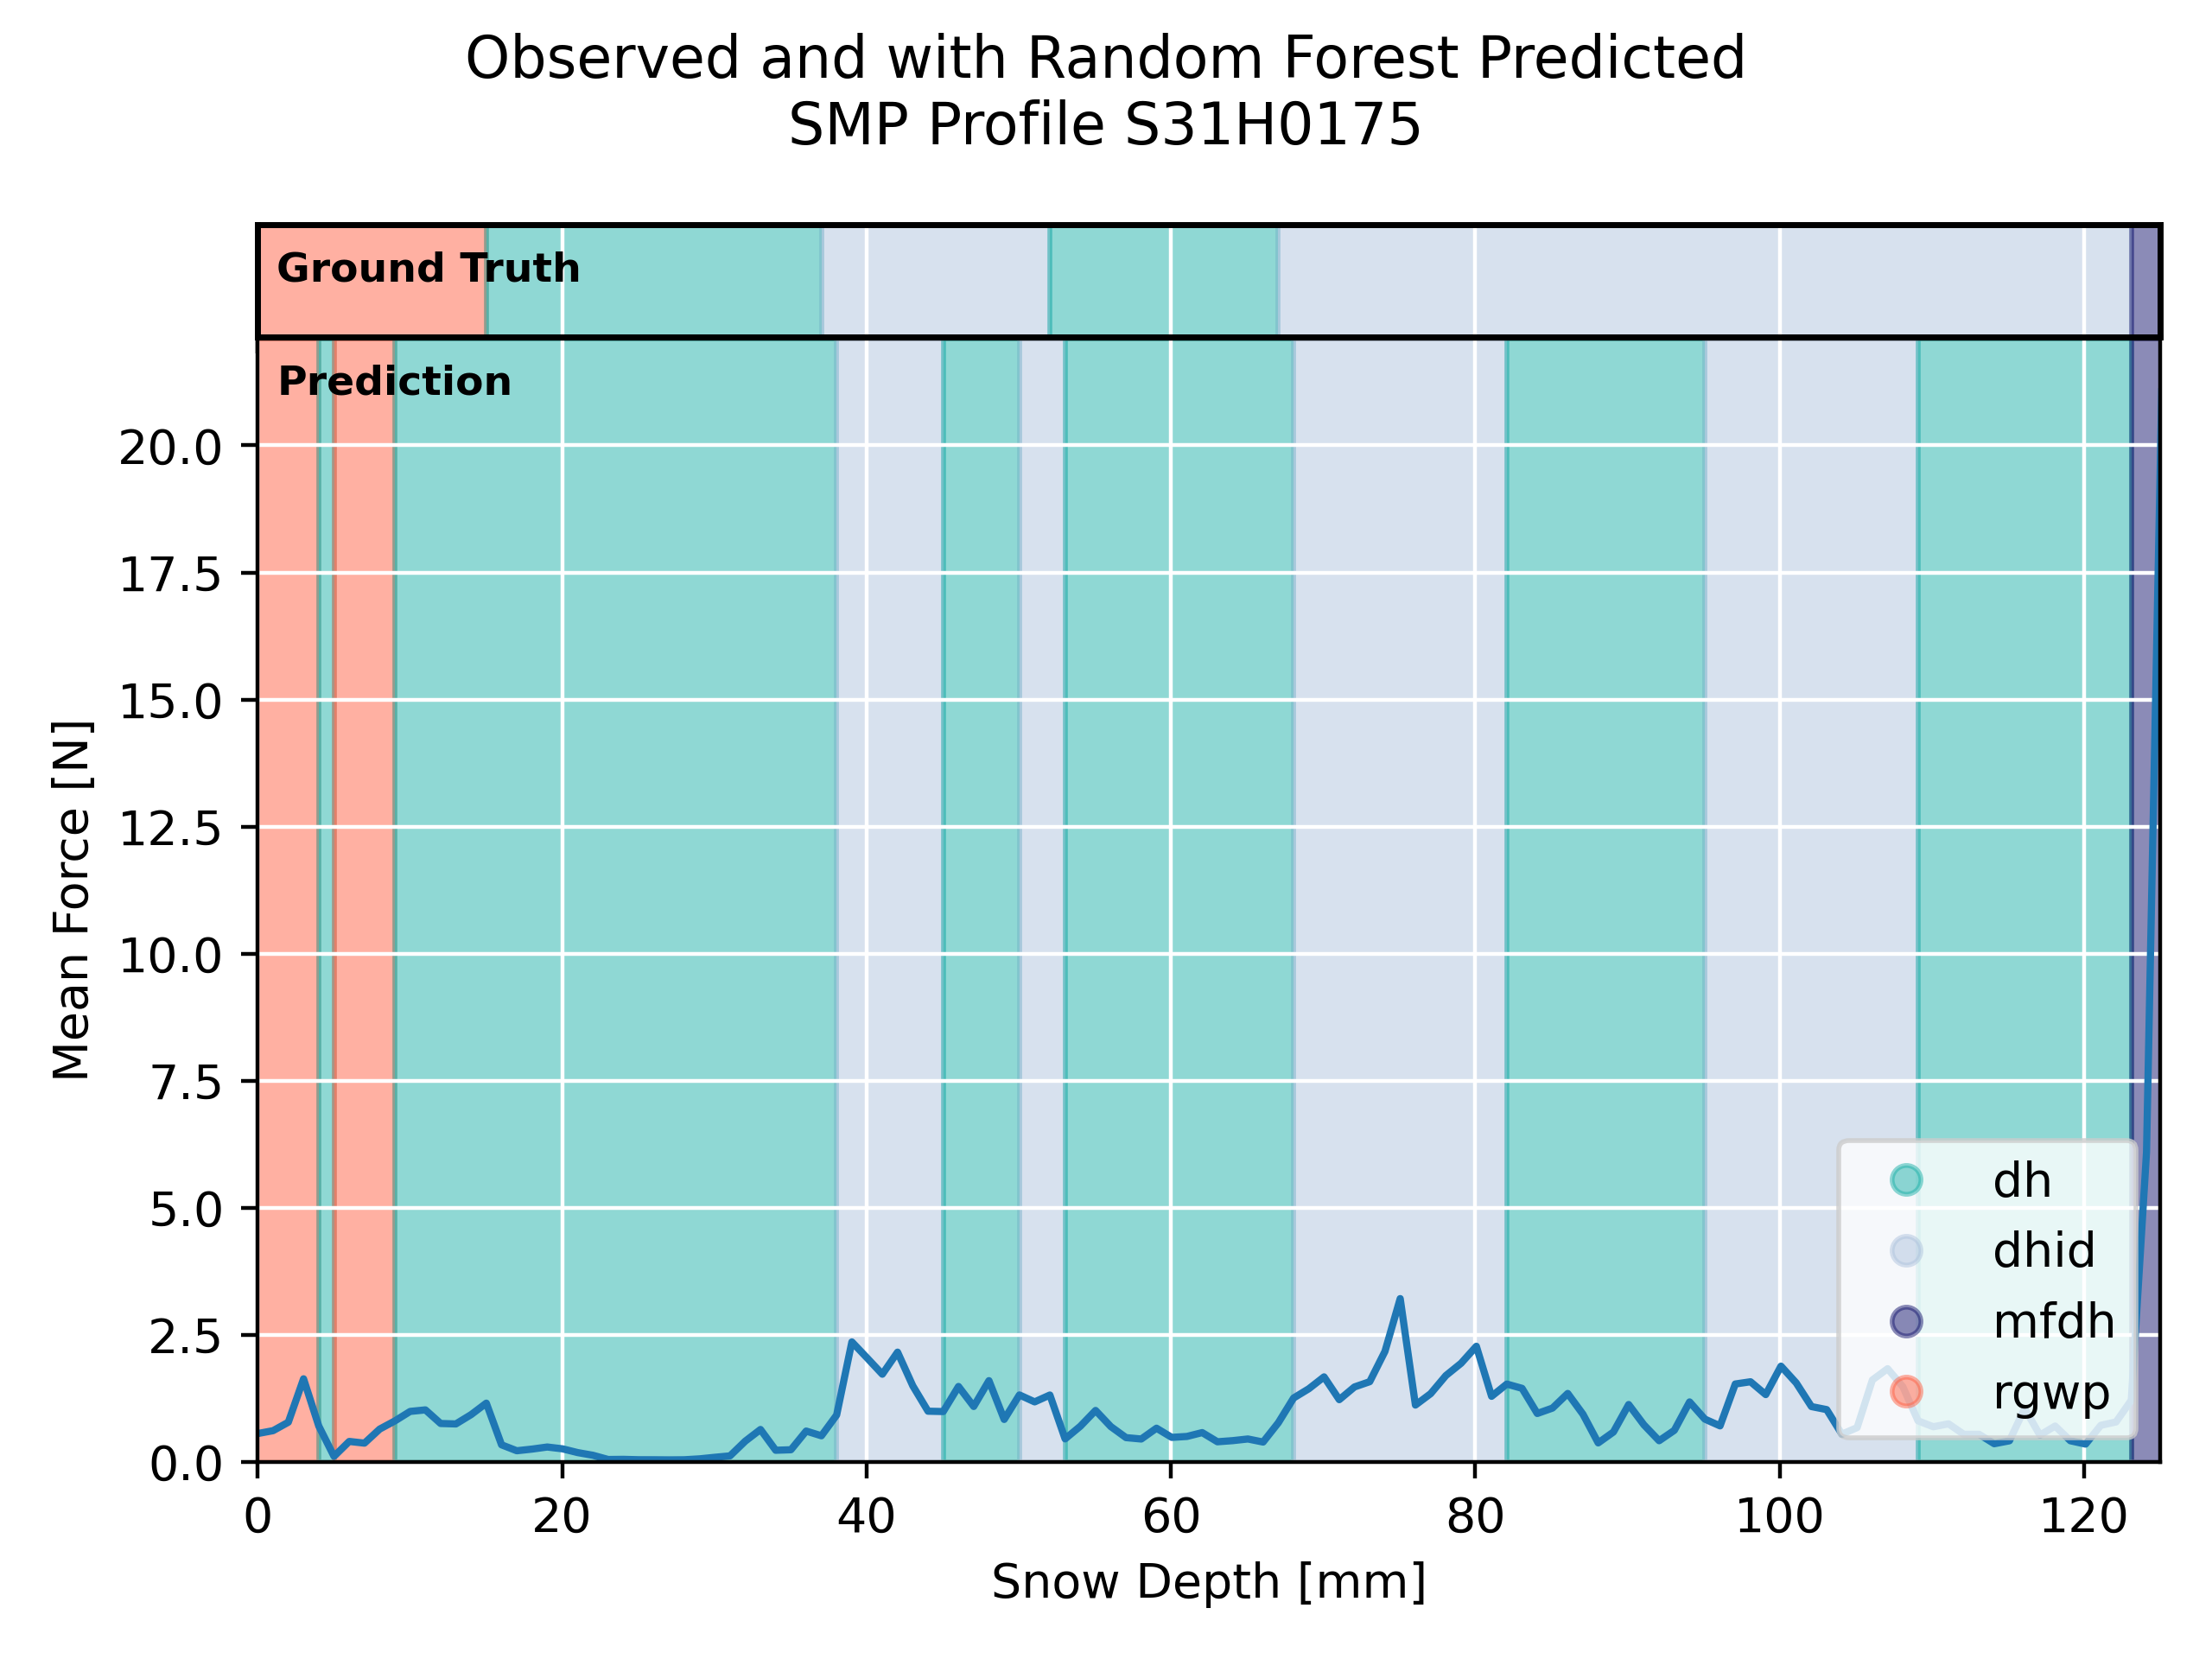 Observed and with Random Forest Predicted
SMP Profile S31H0175
Ground Truth
Prediction
20.0
17.5
15.0
12.5
10.0
7.5
5.0
2.5
0.0
Mean Force [N]
dh
dhid
mfdh
rgwp
0 20 40 60 80 100 120
Snow Depth [mm]